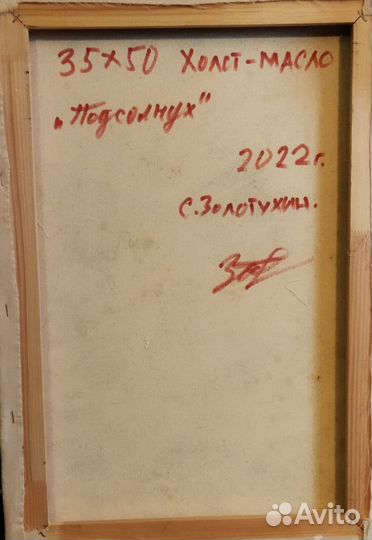 35×50 Холст-масло
„Подсолнух"
2022г.
С. Золотухин.
Avito